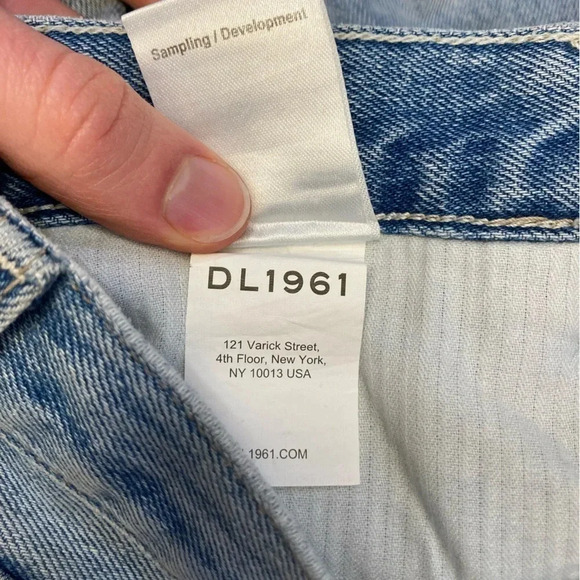 Sampling / Development
DL1961
121 Varick Street,
4th Floor, New York,
NY 10013 USA
1961.COM